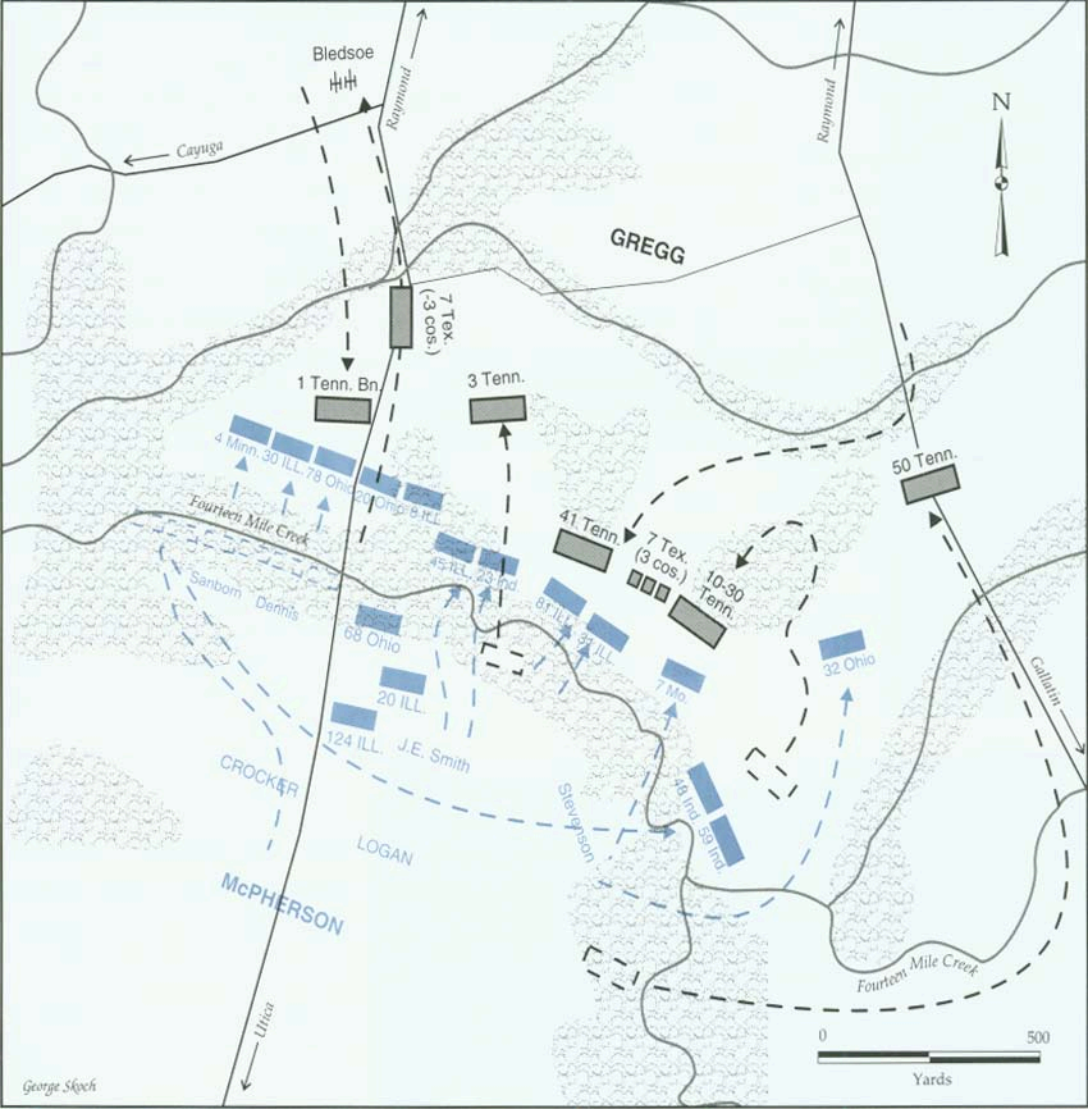 Bledsoe
Raymond
Raymond
N
Cayuga
GREGG
7 Tex.
(-3 cos.)
1 Tenn. Bn.
3 Tenn.
4 Minn.
30 ILL.
78 Ohio
20 Ohio
8 ILL
50 Tenn.
Fourteen Mile Creek
41 Tenn.
7 Tex.
(3 cos.)
10-30
Tenn.
45 ILL.
23 Ind.
Sanborn
Dennis
81 ILL.
31 ILL.
68 Ohio
32 Ohio
7 Mo
Gallatin
20 ILL.
124 ILL.
J.E. Smith
CROCKER
48 Ind.
59 Ind.
Stevenson
LOGAN
McPHERSON
Fourteen Mile Creek
Utica
0
500
Yards
George Skoch